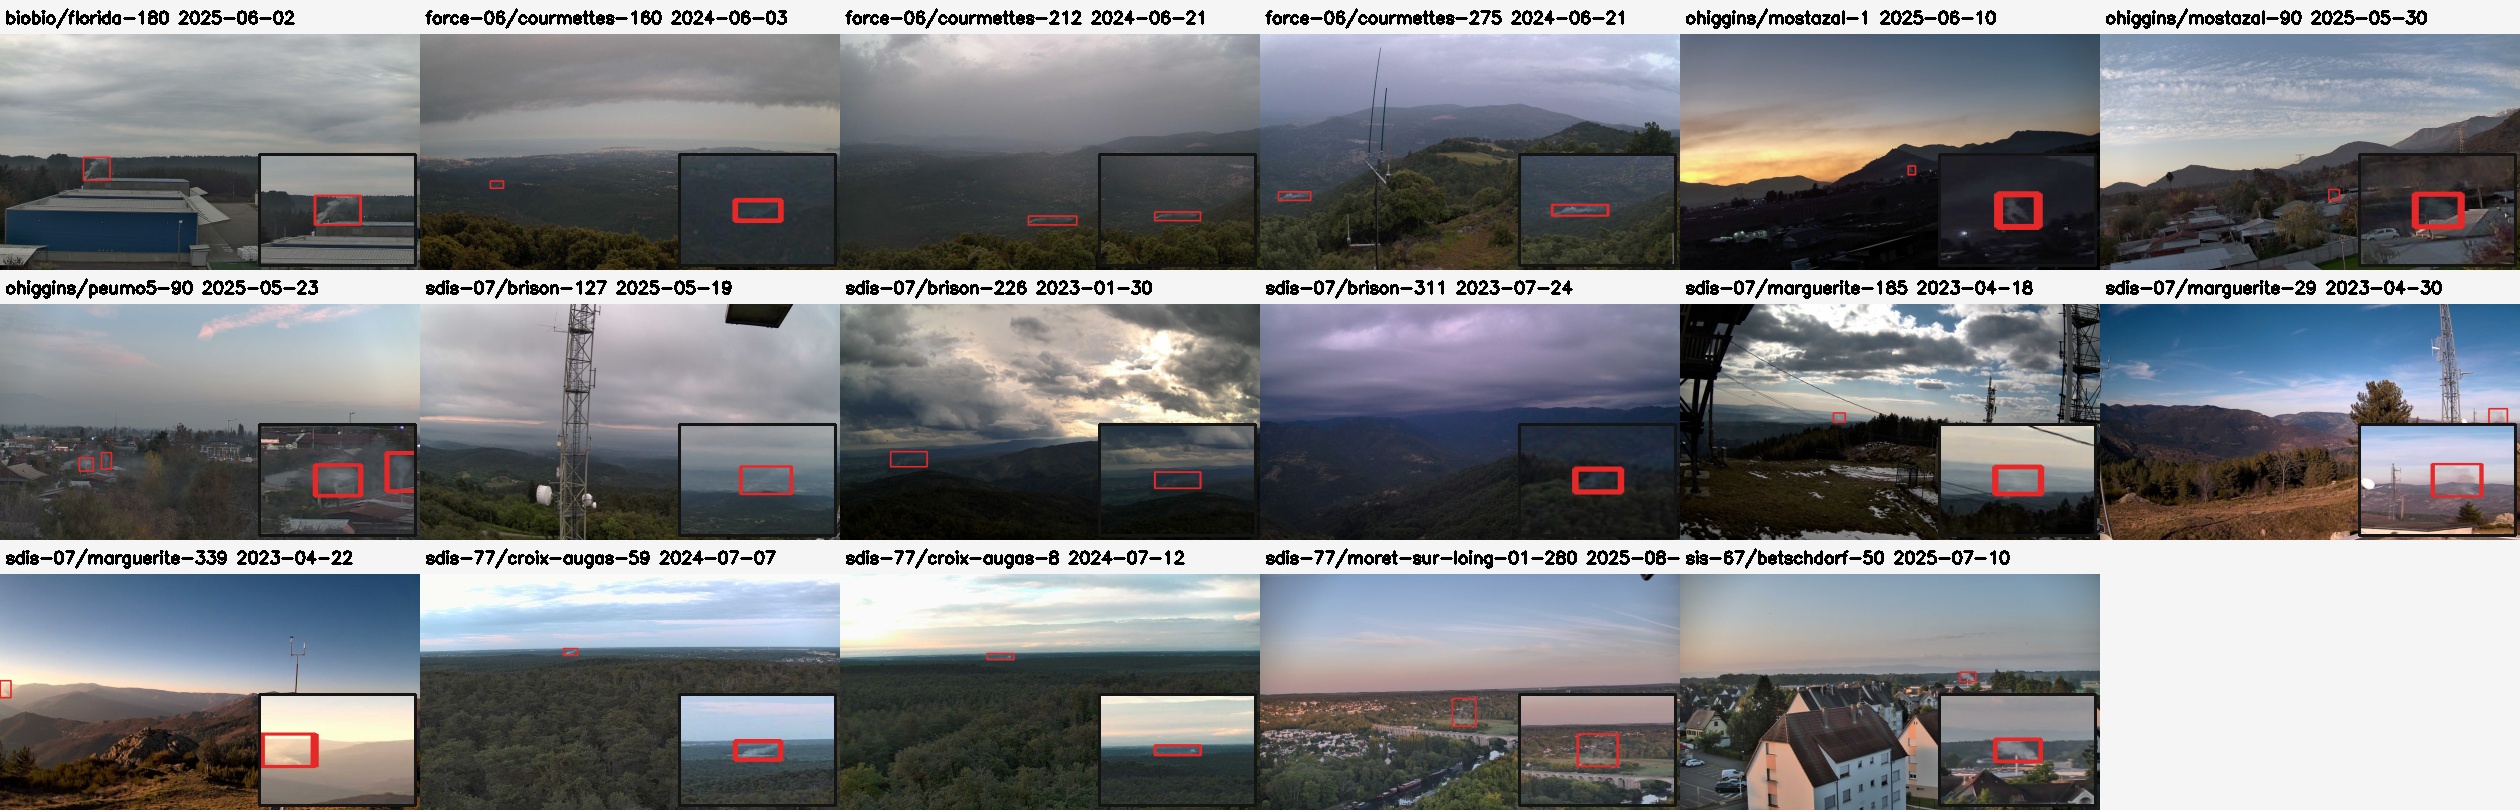 biobio/florida-180 2025-06-02
force-06/courmettes-160 2024-06-03
force-06/courmettes-212 2024-06-21
force-06/courmettes-275 2024-06-21
ohiggins/mostazal-1 2025-06-10
ohiggins/mostazal-90 2025-05-30
ohiggins/peumo5-90 2025-05-23
sdis-07/brison-127 2025-05-19
sdis-07/brison-226 2023-01-30
sdis-07/brison-311 2023-07-24
sdis-07/marguerite-185 2023-04-18
sdis-07/marguerite-29 2023-04-30
sdis-07/marguerite-339 2023-04-22
sdis-77/croix-augas-59 2024-07-07
sdis-77/croix-augas-8 2024-07-12
sdis-77/moret-sur-loing-01-280 2025-08-
sis-67/betschdorf-50 2025-07-10